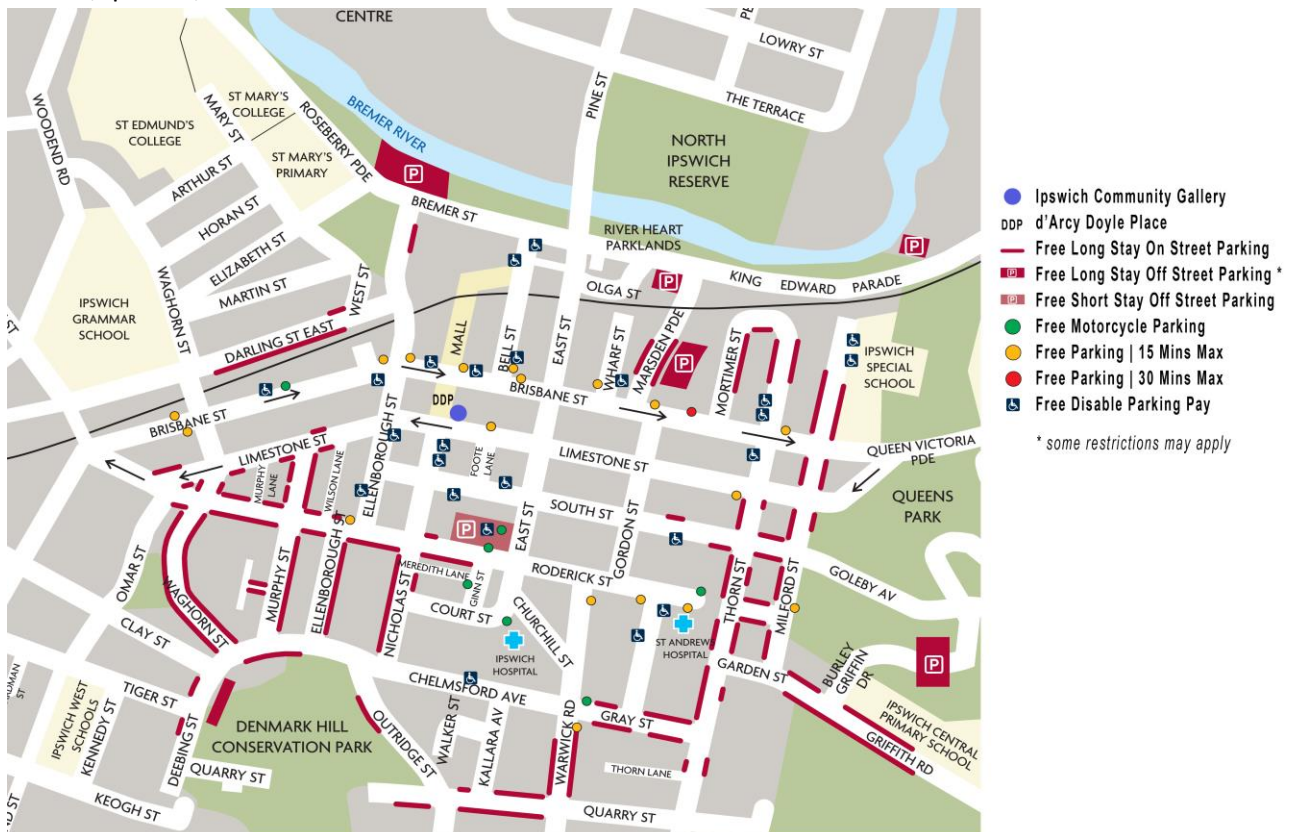 CENTRE
LOWRY ST
THE TERRACE
PINE ST
WOODEND RD
ST EDMUND'S
COLLEGE
MARY ST
ST MARY'S
COLLEGE
ROSEBERRY PDE
ST MARY'S
PRIMARY
BREMER RIVER
NORTH
IPSWICH
RESERVE
ARTHUR ST
HORAN ST
ELIZABETH ST
MARTIN ST
WAGHORN ST
IPSWICH
GRAMMAR
SCHOOL
DARLING ST EAST
WEST ST
P
BREMER ST
RIVER HEART
PARKLANDS
P
P
KING EDWARD PARADE
OLGA ST
MALL
BELL ST
EAST ST
WHARF ST
MARSDEN PDE
P
MORTIMER ST
IPSWICH
SPECIAL
SCHOOL
BRISBANE ST
BRISBANE ST
DDP
LIMESTONE ST
LIMESTONE ST
QUEEN VICTORIA
PDE
QUEENS
PARK
MURPHY
LANE
WILSON LANE
ELLENBOROUGH ST
FOOTE
LANE
SOUTH ST
P
EAST ST
GORDON ST
RODERICK ST
MEREDITH LANE
GINN ST
COURT ST
CHURCHILL ST
OMAR ST
WAGHORN ST
MURPHY ST
ELLENBOROUGH ST
NICHOLAS ST
THORN ST
MILFORD ST
GOLEBY AV
IPSWICH
HOSPITAL
ST ANDREWS
HOSPITAL
CLAY ST
TIGER ST
IPSWICH WEST
SCHOOLS
KENNEDY ST
DEEBING ST
DENMARK HILL
CONSERVATION PARK
CHELMSFORD AVE
OUTRIDGE ST
WALKER ST
KALLARA AV
WARWICK RD
GRAY ST
GARDEN ST
BURLEY
GRIFFIN
DR
P
IPSWICH CENTRAL
PRIMARY SCHOOL
GRIFFITH RD
THORN LANE
QUARRY ST
QUARRY ST
KEOGH ST
Ipswich Community Gallery
DDP d'Arcy Doyle Place
Free Long Stay On Street Parking
P Free Long Stay Off Street Parking *
P Free Short Stay Off Street Parking
Free Motorcycle Parking
Free Parking | 15 Mins Max
Free Parking | 30 Mins Max
Free Disable Parking Pay
* some restrictions may apply